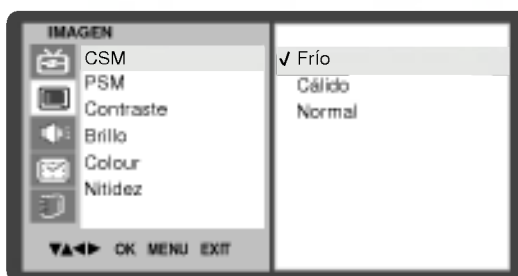 IMAGEN
CSM
PSM
Contraste
Brillo
Colour
Nitidez
✓ Frío
Cálido
Normal
▼▲◄► OK MENU EXIT